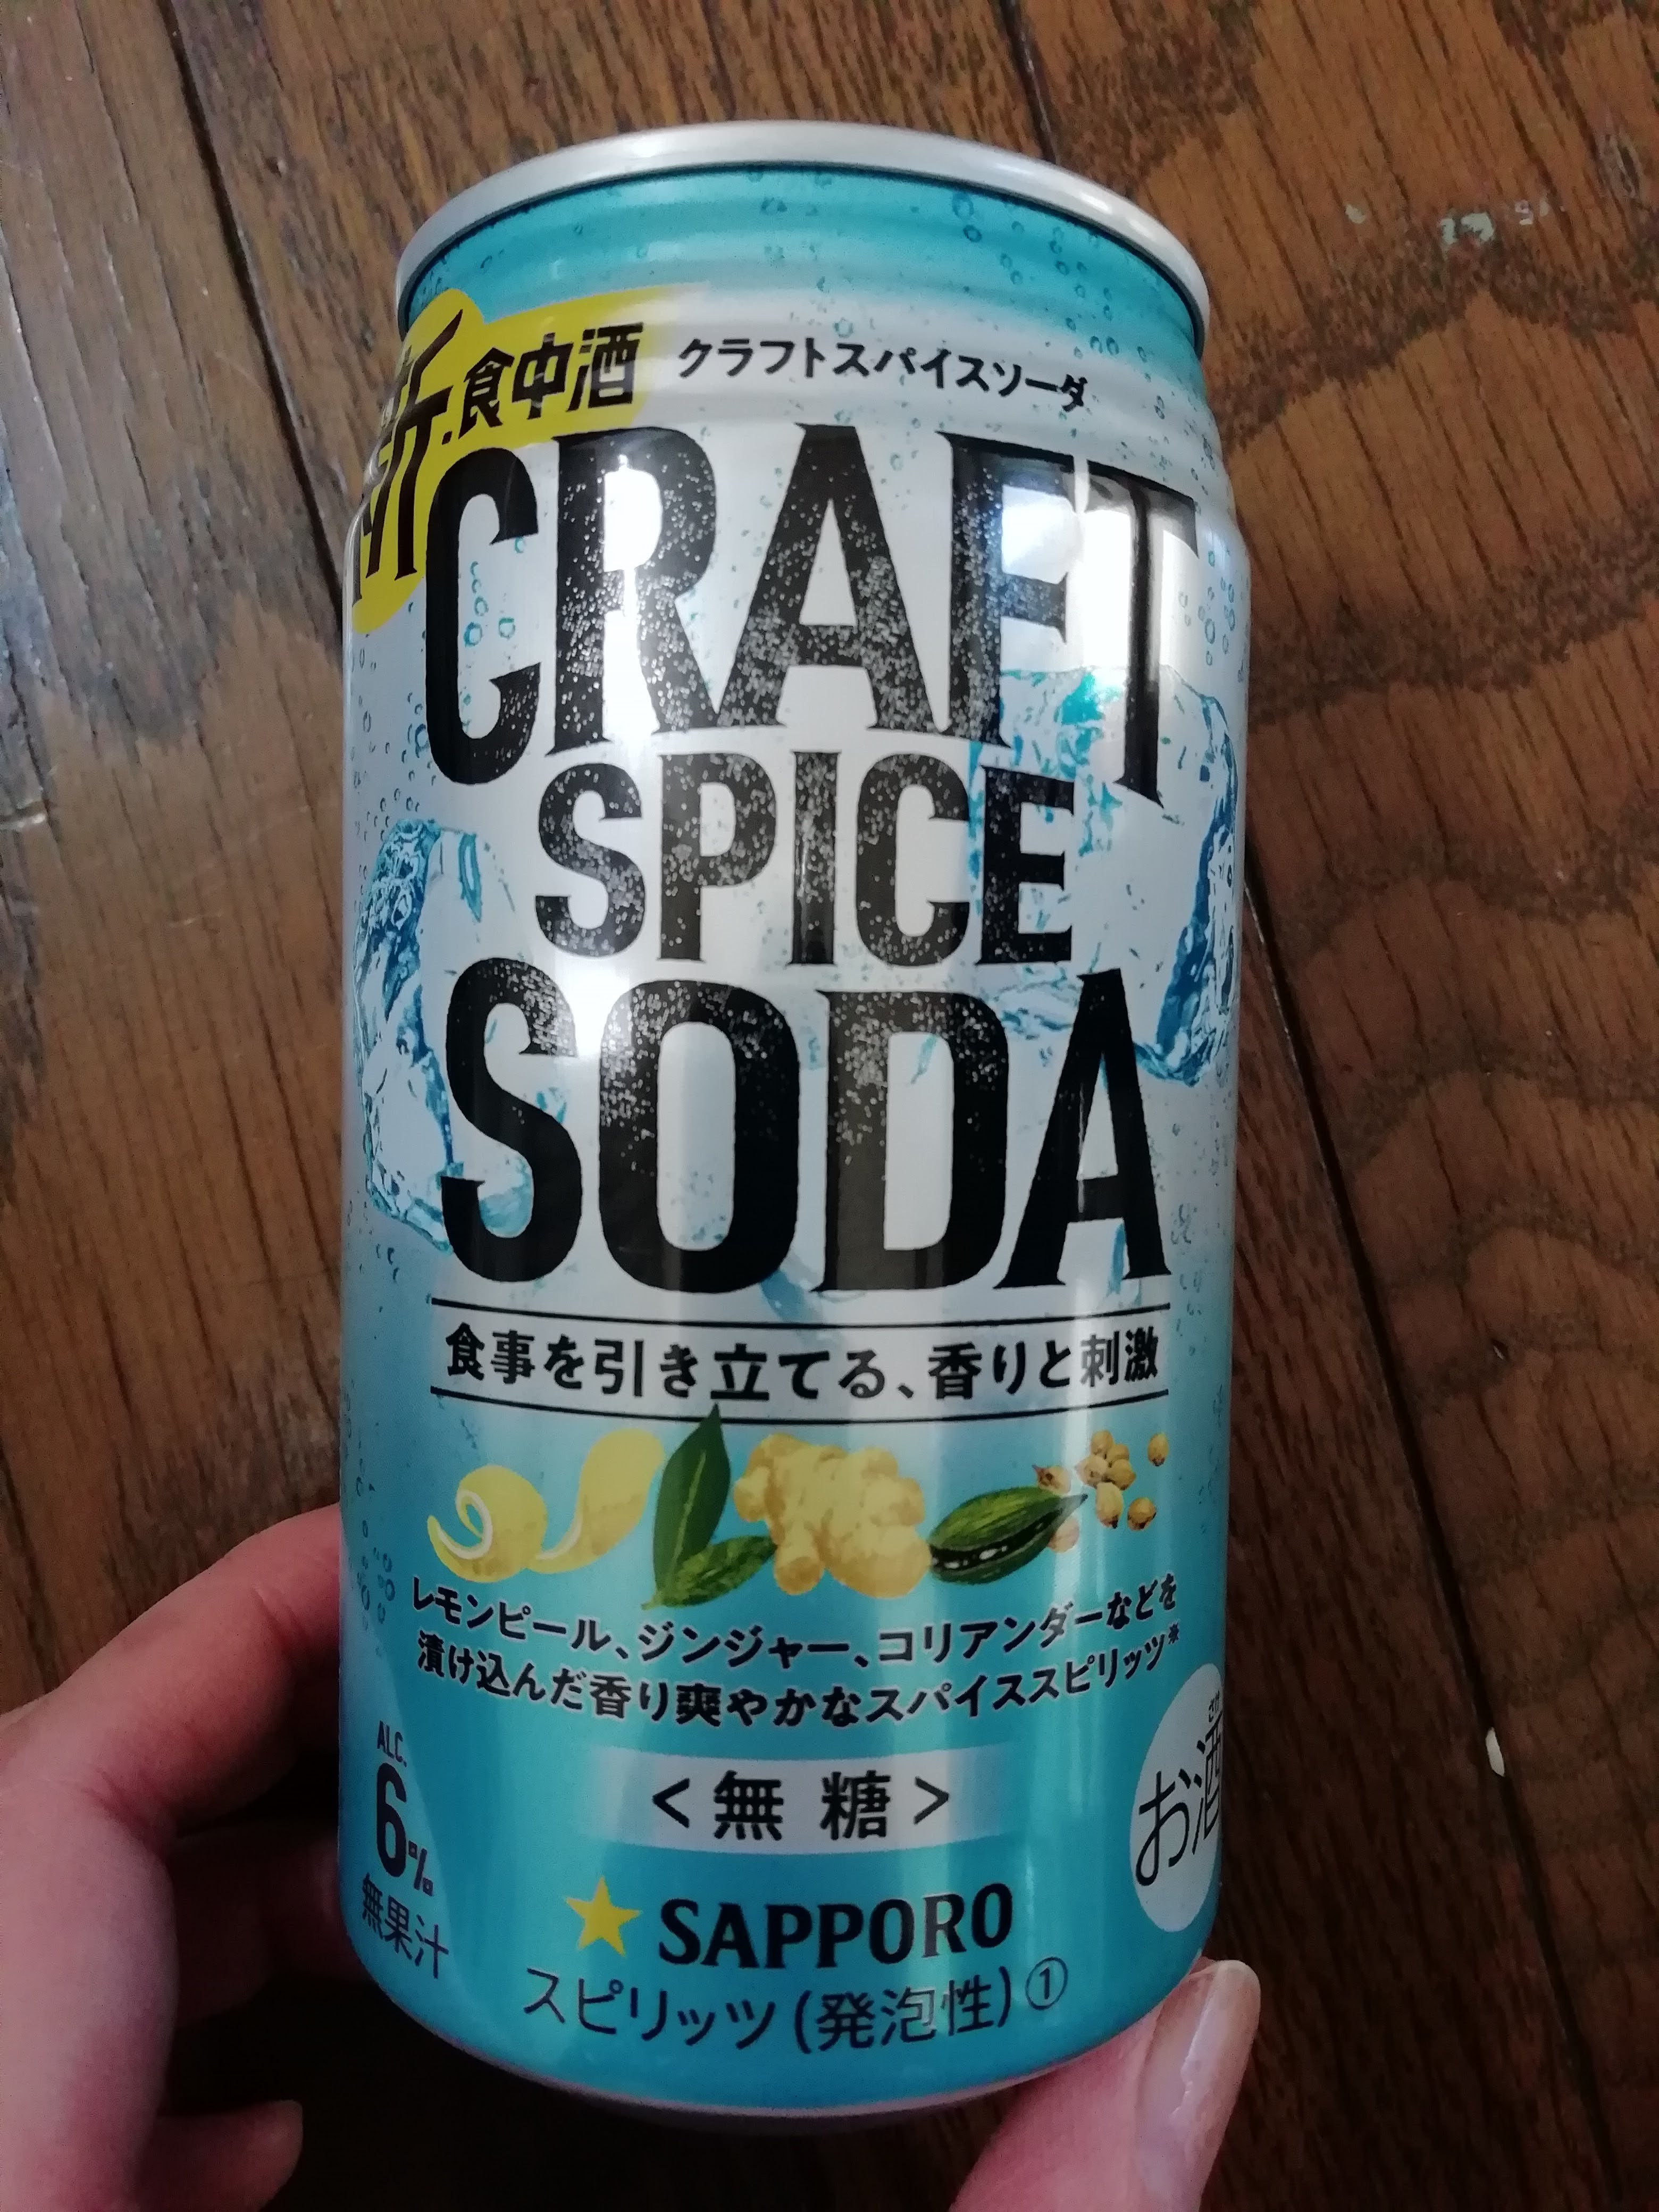 新・食中酒
クラフトスパイスソーダ
CRAFT
SPICE
SODA
食事を引き立てる、香りと刺激
レモンピール、ジンジャー、コリアンダーなどを
漬け込んだ香り爽やかなスパイススピリッツ※
<無糖>
ALC.
6%
無果汁
さけ
お酒
SAPPORO
スピリッツ(発泡性)①